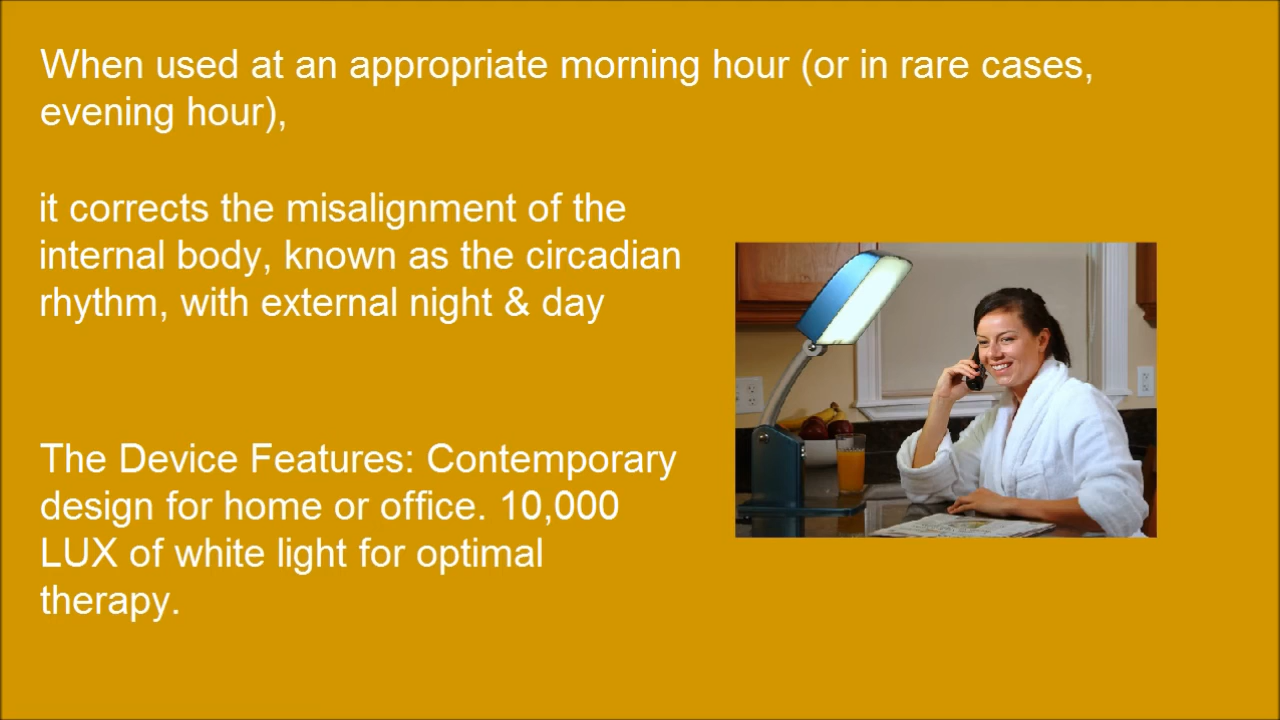 When used at an appropriate morning hour (or in rare cases,
evening hour),
it corrects the misalignment of the
internal body, known as the circadian
rhythm, with external night & day
The Device Features: Contemporary
design for home or office. 10,000
LUX of white light for optimal
therapy.